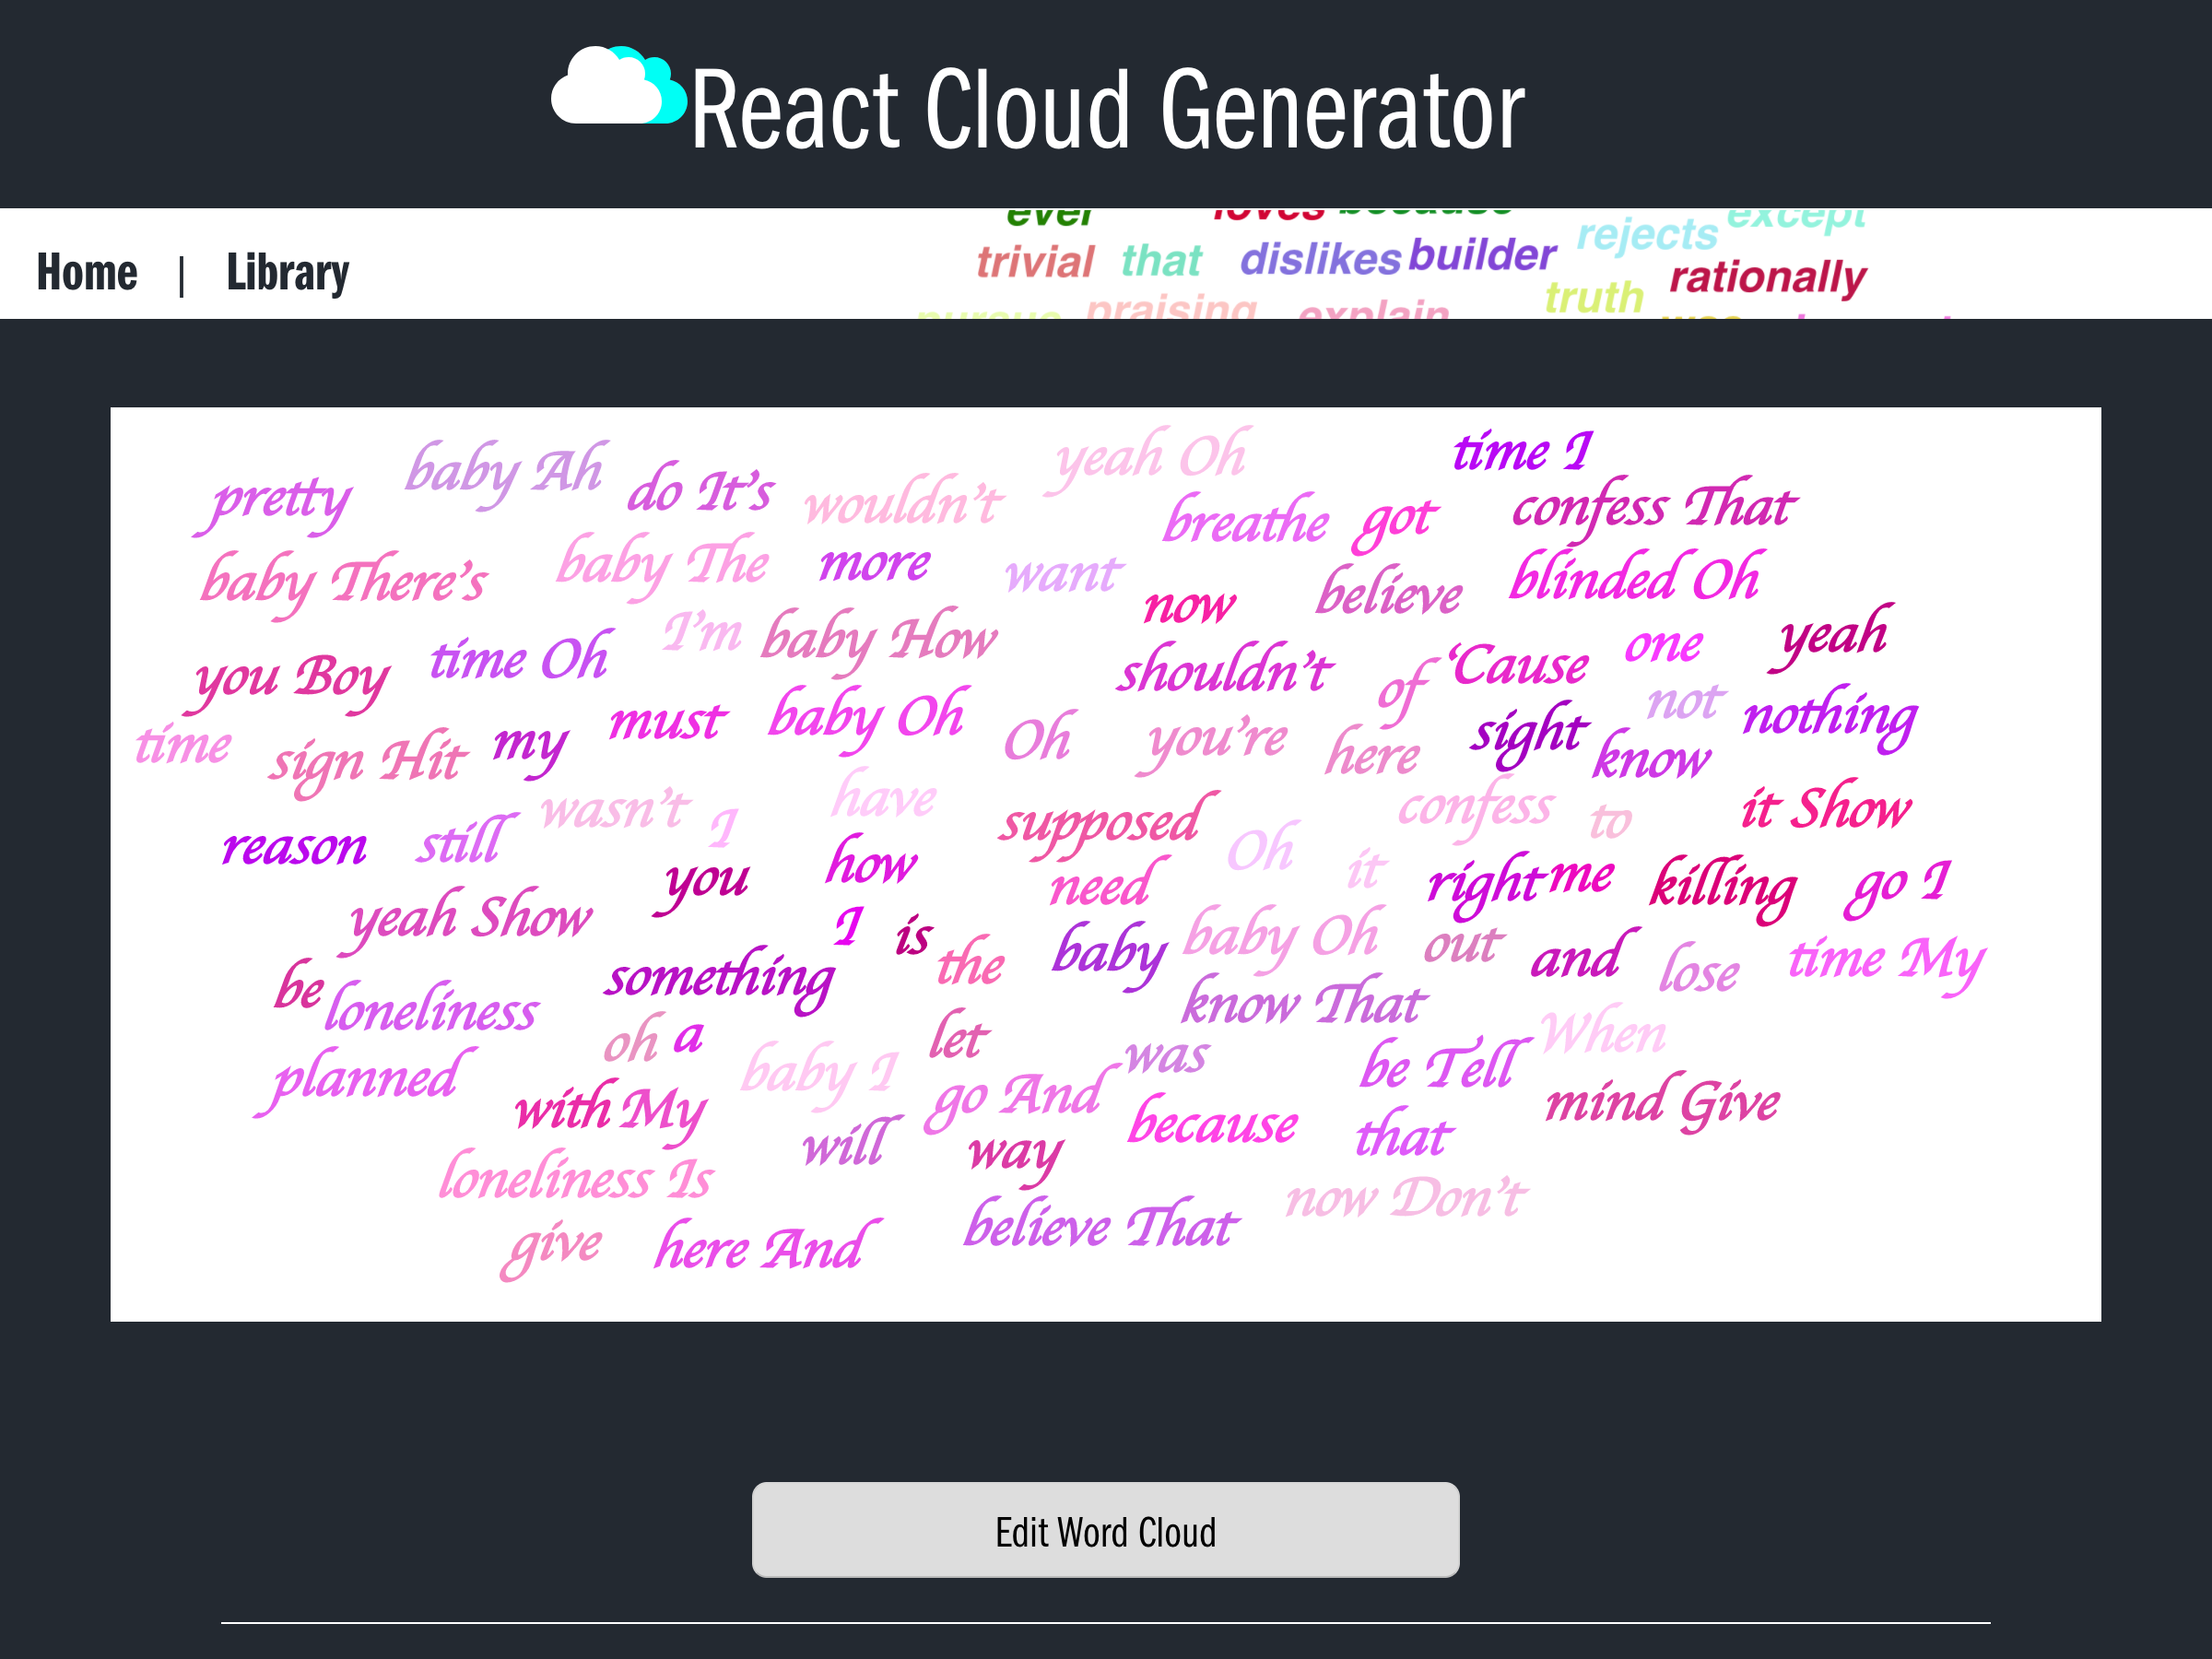 React Cloud Generator
ever loves because except
rejects
trivial that dislikes builder
rationally
truth
praising explain
pursue
Home | Library
yeah Oh time I
baby Ah do It's
pretty wouldn't confess That
breathe got
baby The more want blinded Oh
baby There's now believe
I'm baby How one yeah
time Oh shouldn't 'Cause
you Boy of not nothing
must baby Oh sight
time sign Hit my Oh you're here know
have confess to it Show
wasn't I supposed
reason still how Oh it
you need right me killing go I
yeah Show I is baby Oh out
something the baby and lose time My
be
loneliness know That
oh a let When
planned baby I was be Tell
with My go And mind Give
will way because that
loneliness Is now Don't
give here And believe That
Edit Word Cloud